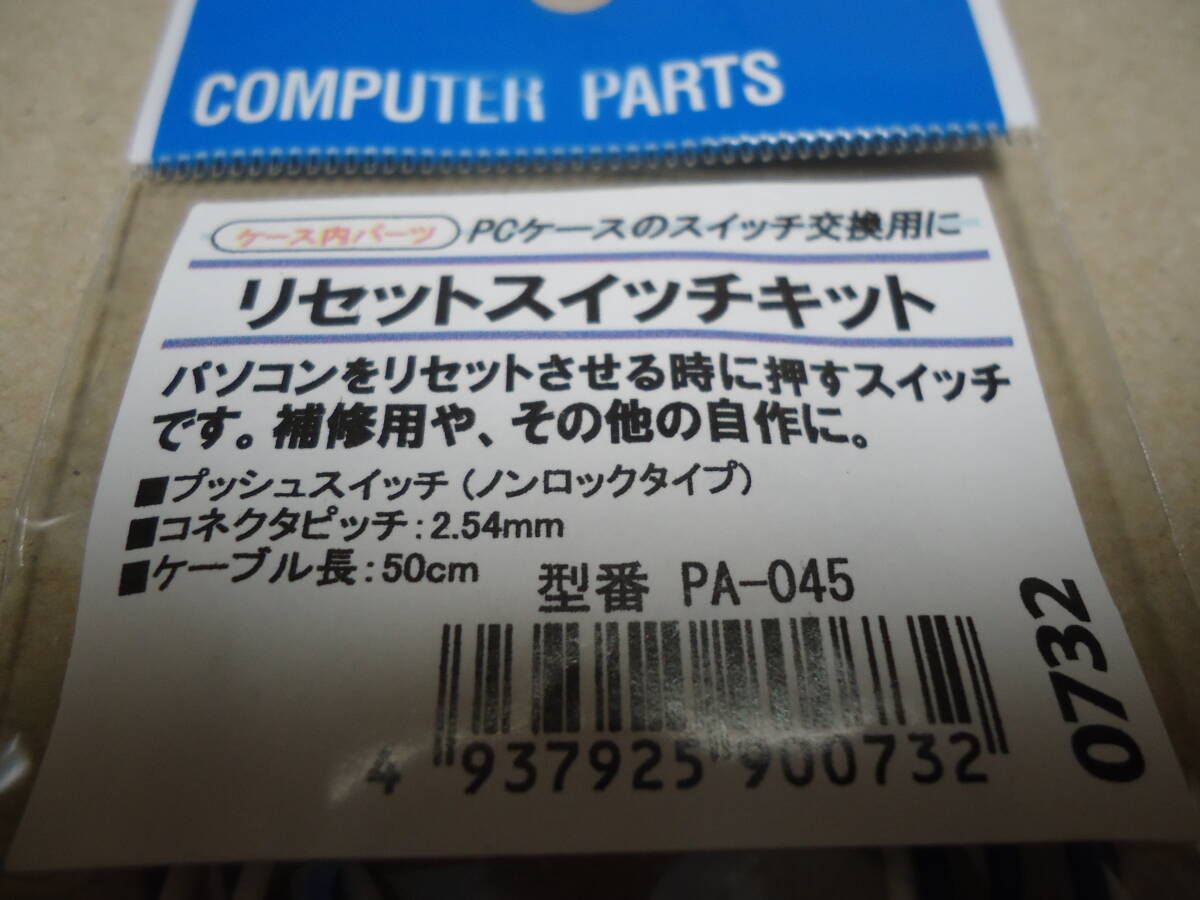 COMPUTER PARTS
ケース内パーツ PCケースのスイッチ交換用に
リセットスイッチキット
パソコンをリセットさせる時に押すスイッチ
です。補修用や、その他の自作に。
■プッシュスイッチ(ノンロックタイプ)
■コネクタピッチ:2.54mm
■ケーブル長:50cm
型番 PA-045
4 937925 900732
0732